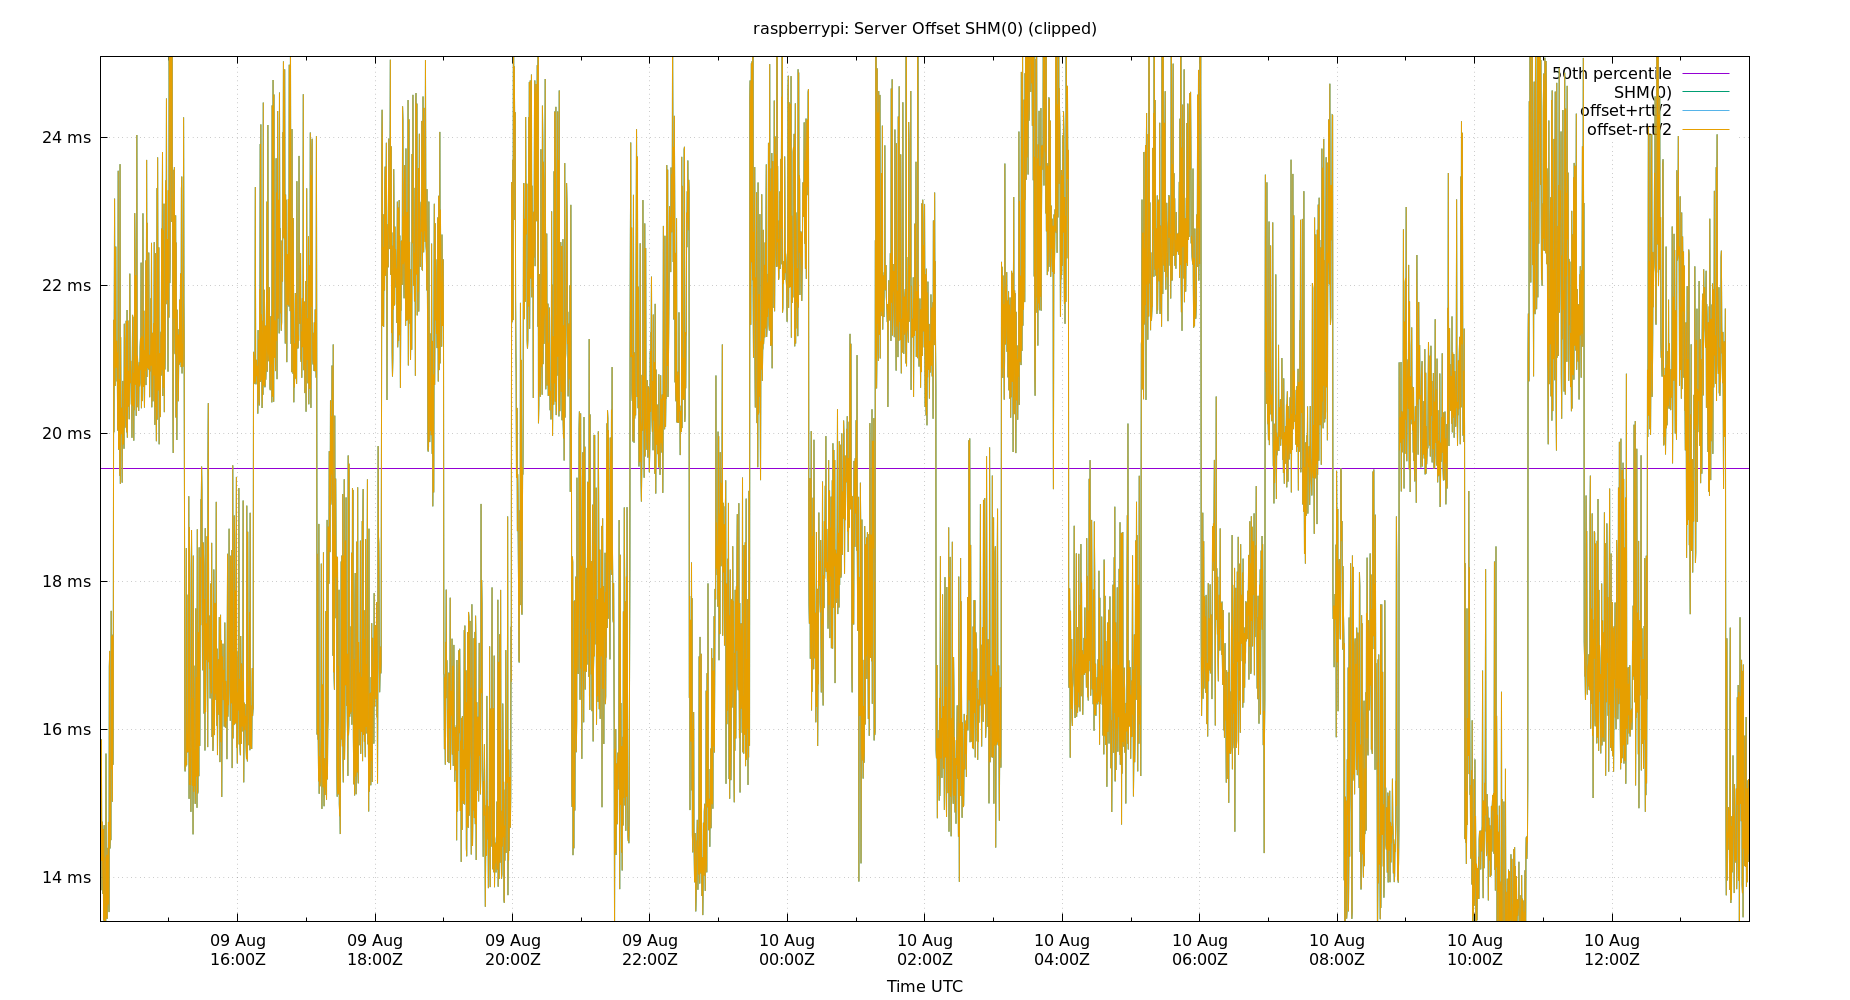 raspberrypi: Server Offset SHM(0) (clipped)
50th percentile
SHM(0)
offset+rtt/2
offset-rtt/2
24 ms
22 ms
20 ms
18 ms
16 ms
14 ms
09 Aug 09 Aug 09 Aug 09 Aug 10 Aug 10 Aug 10 Aug 10 Aug 10 Aug 10 Aug 10 Aug
16:00Z 18:00Z 20:00Z 22:00Z 00:00Z 02:00Z 04:00Z 06:00Z 08:00Z 10:00Z 12:00Z
Time UTC